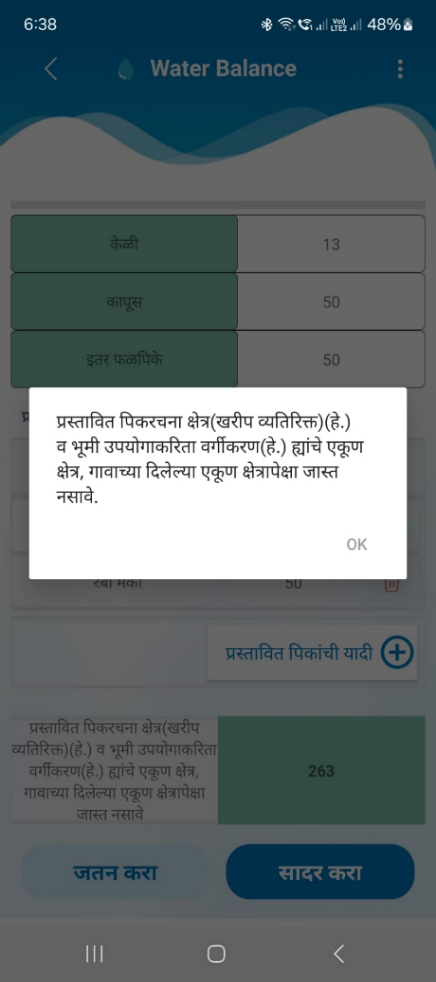 6:38
Vo))
LTE2
48%
Water Balance
केळी
13
कापूस
50
इतर फळपिके
50
प्रस्तावित पिकरचना क्षेत्र(खरीप व्यतिरिक्त)(हे.)
व भूमी उपयोगाकरिता वर्गीकरण(हे.) ह्यांचे एकूण
क्षेत्र, गावाच्या दिलेल्या एकूण क्षेत्रापेक्षा जास्त
नसावे.
OK
रबी मका
50
प्रस्तावित पिकांची यादी
प्रस्तावित पिकरचना क्षेत्र(खरीप
व्यतिरिक्त)(हे.) व भूमी उपयोगाकरिता
वर्गीकरण(हे.) ह्यांचे एकूण क्षेत्र,
गावाच्या दिलेल्या एकूण क्षेत्रापेक्षा
जास्त नसावे
263
जतन करा
सादर करा